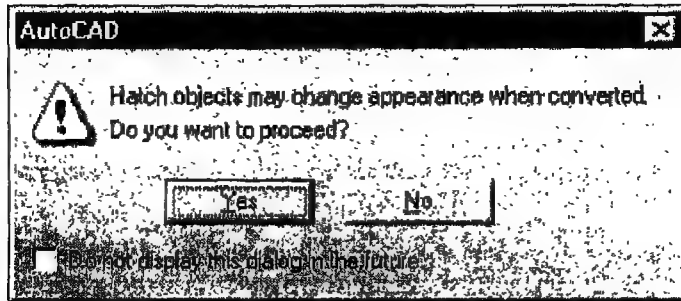 AutoCAD
Hatch objects may change appearance when converted.
Do you want to proceed?
Yes No
Do not display this dialog in the future